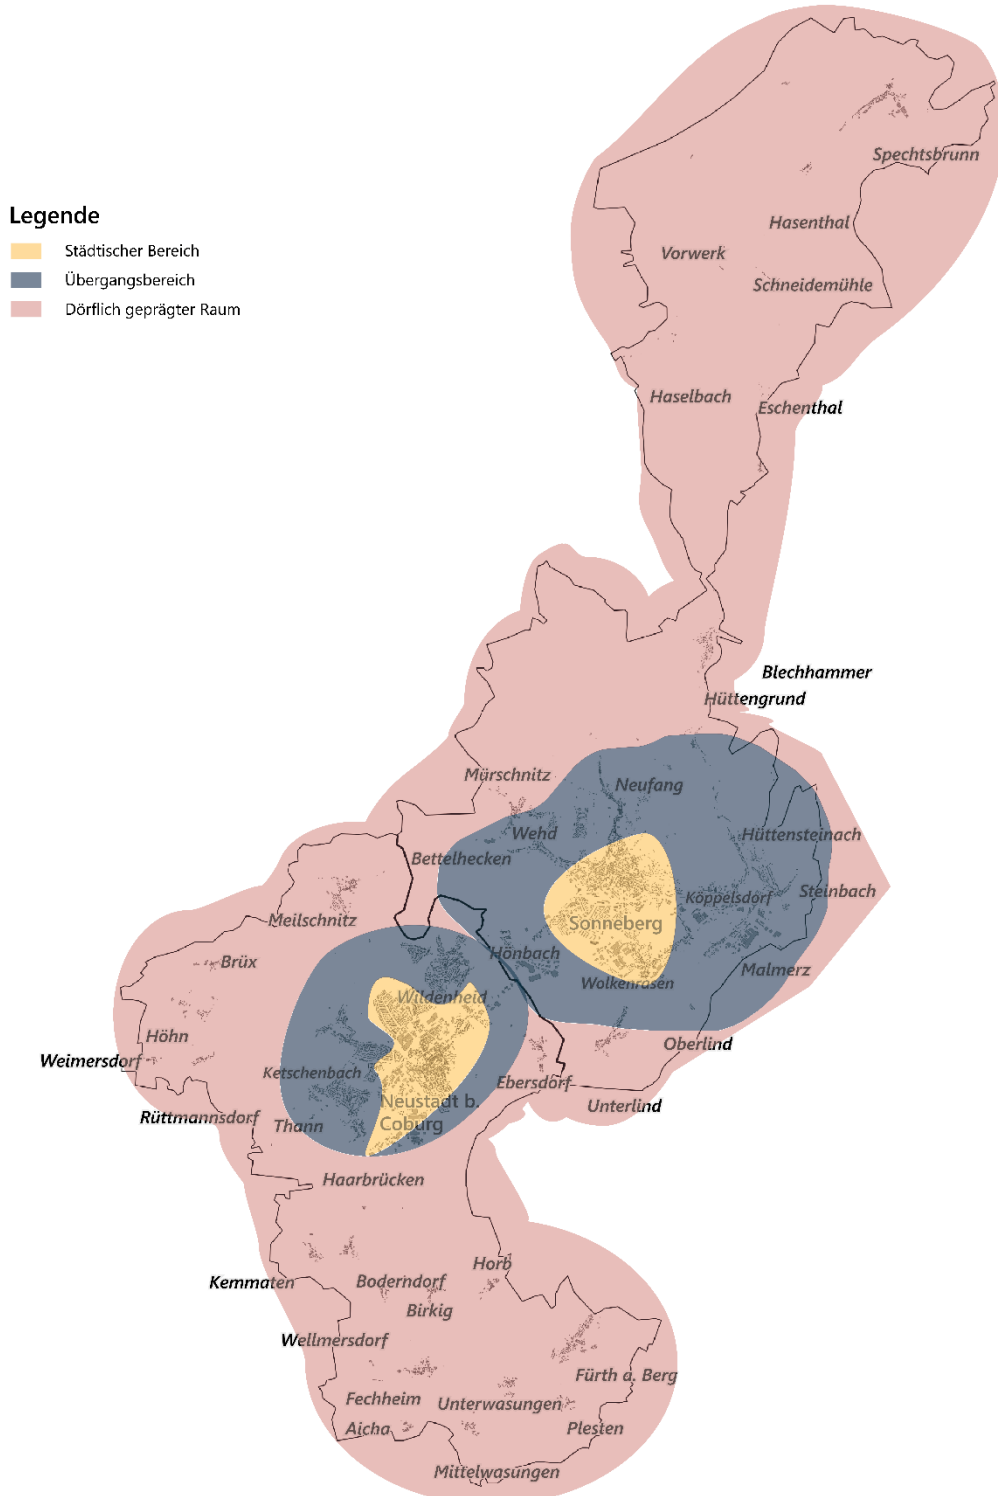 Legende
Städtischer Bereich
Übergangsbereich
Dörflich geprägter Raum
Spechtsbrunn
Hasenthal
Vorwerk
Schneidemühle
Haselbach
Eschenthal
Blechhammer
Hüttengrund
Mürschnitz
Neufang
Wehd
Hüttensteinach
Bettelhecken
Steinbach
Köppelsdorf
Meilschnitz
Sonneberg
Hönbach
Brüx
Malmerz
Wolkenrasen
Wildenheid
Höhn
Oberlind
Weimersdorf
Ketschenbach
Ebersdorf
Neustadt b.
Coburg
Unterlind
Rüttmannsdorf
Thann
Haarbrücken
Horb
Kemmaten
Boderndorf
Birkig
Wellmersdorf
Fürth a. Berg
Fechheim
Unterwasungen
Aicha
Plesten
Mittelwasungen